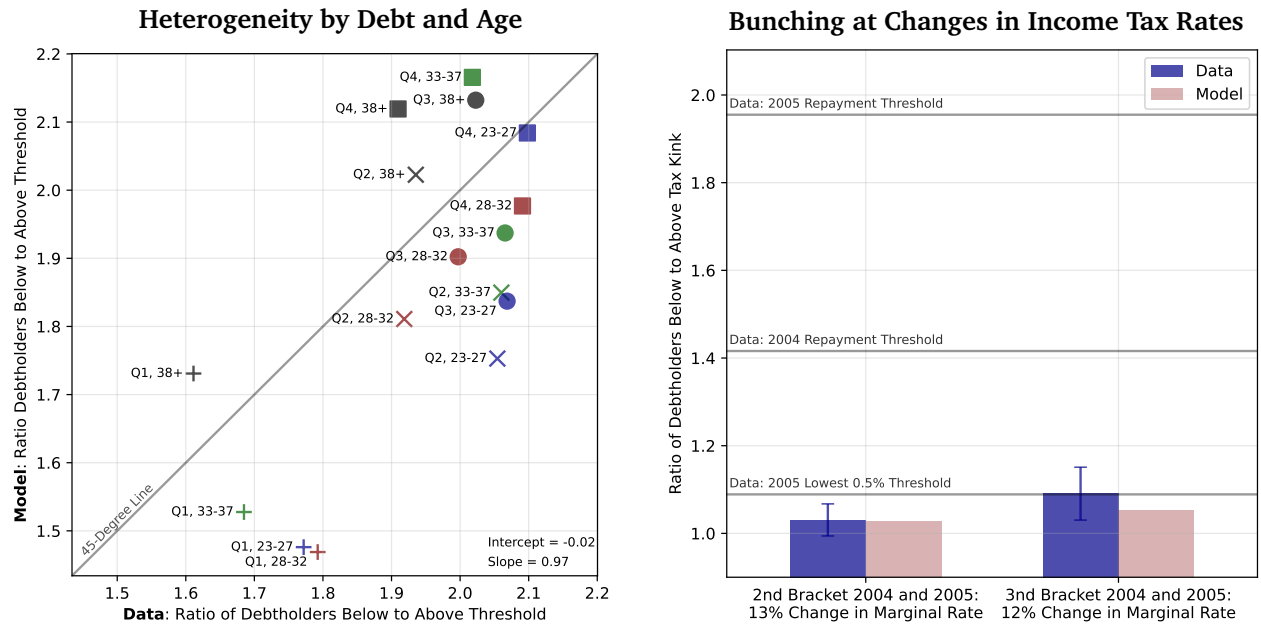 Heterogeneity by Debt and Age
2.2
2.1
2.0
1.9
1.8
1.7
1.6
1.5
Model: Ratio Debtholders Below to Above Threshold
Q4, 33-37
Q3, 38+
Q4, 38+
Q4, 23-27
Q2, 38+
Q4, 28-32
Q3, 33-37
Q3, 28-32
Q2, 33-37
Q3, 23-27
Q2, 28-32
Q2, 23-27
Q1, 38+
Q1, 33-37
Q1, 23-27
Q1, 28-32
45-Degree Line
Intercept = -0.02
Slope = 0.97
1.5 1.6 1.7 1.8 1.9 2.0 2.1 2.2
Data: Ratio of Debtholders Below to Above Threshold
Bunching at Changes in Income Tax Rates
Ratio of Debtholders Below to Above Tax Kink
2.0
1.8
1.6
1.4
1.2
1.0
Data
Model
Data: 2005 Repayment Threshold
Data: 2004 Repayment Threshold
Data: 2005 Lowest 0.5% Threshold
2nd Bracket 2004 and 2005:
13% Change in Marginal Rate
3nd Bracket 2004 and 2005:
12% Change in Marginal Rate